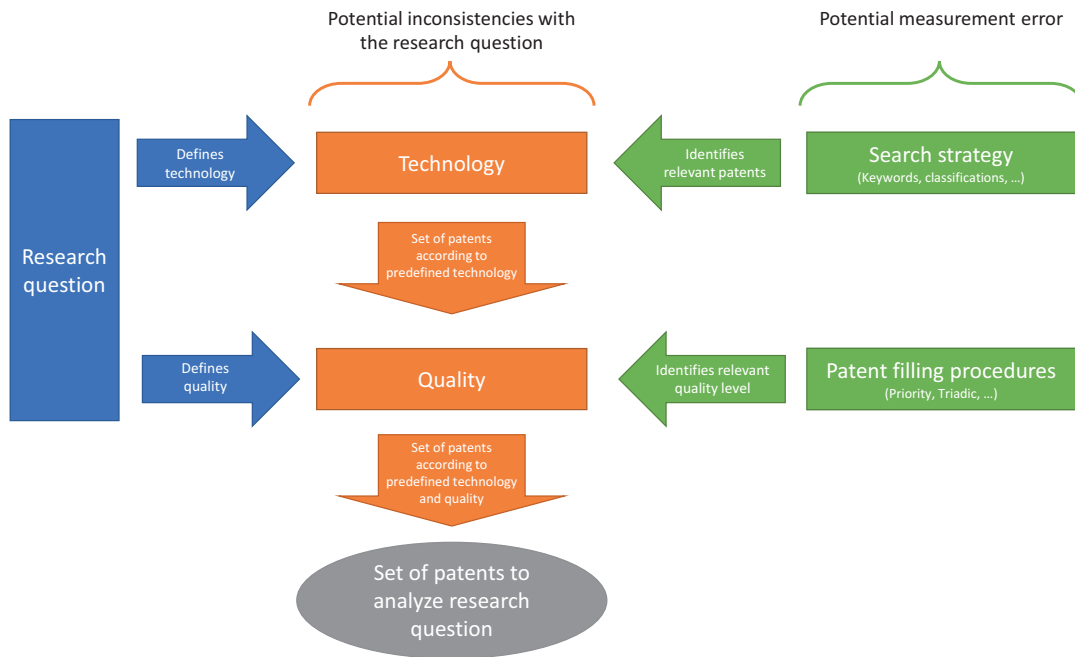 Potential inconsistencies with
the research question
Potential measurement error
Research
question
Defines
technology
Technology
Identifies
relevant patents
Search strategy
(Keywords, classifications, …)
Set of patents
according to
predefined technology
Defines
quality
Quality
Identifies relevant
quality level
Patent filling procedures
(Priority, Triadic, …)
Set of patents
according to
predefined technology
and quality
Set of patents to
analyze research
question